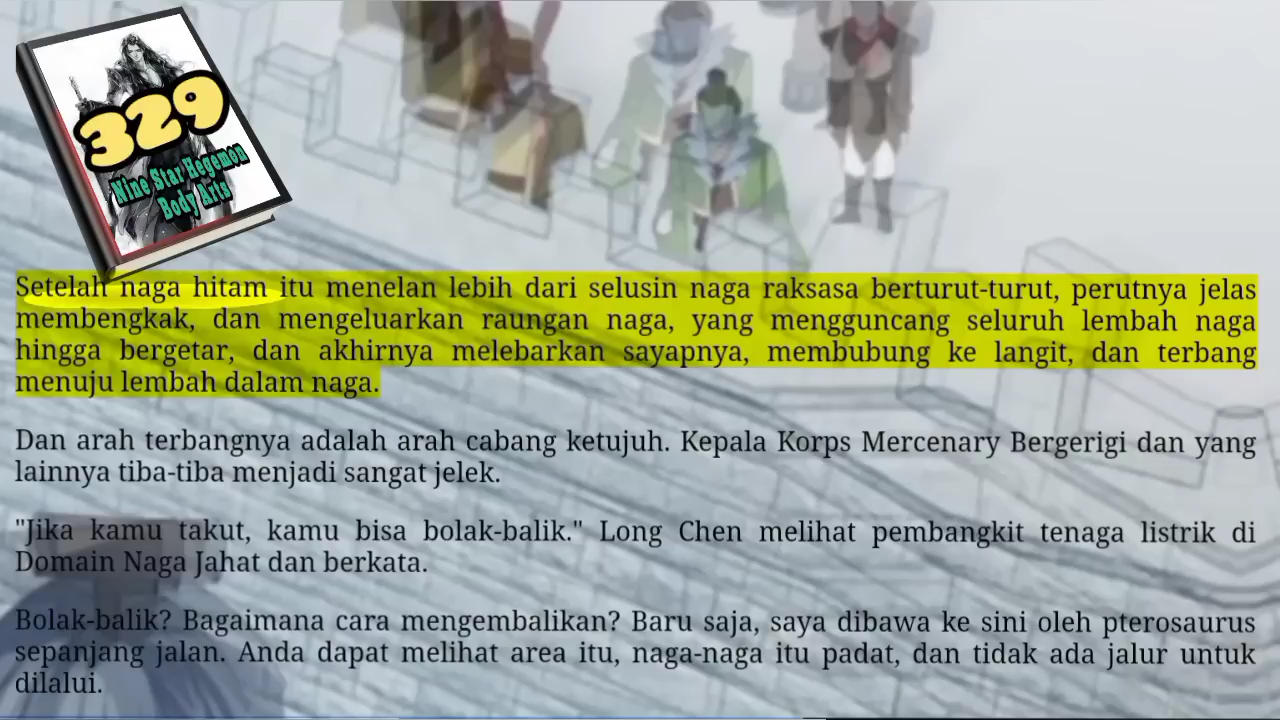 329
Nine Star Hegemon
Body Arts
Setelah naga hitam itu menelan lebih dari selusin naga raksasa berturut-turut, perutnya jelas
membengkak, dan mengeluarkan raungan naga, yang mengguncang seluruh lembah naga
hingga bergetar, dan akhirnya melebarkan sayapnya, membubung ke langit, dan terbang
menuju lembah dalam naga.
Dan arah terbangnya adalah arah cabang ketujuh. Kepala Korps Mercenary Bergerigi dan yang
lainnya tiba-tiba menjadi sangat jelek.
"Jika kamu takut, kamu bisa bolak-balik." Long Chen melihat pembangkit tenaga listrik di
Domain Naga Jahat dan berkata.
Bolak-balik? Bagaimana cara mengembalikan? Baru saja, saya dibawa ke sini oleh pterosaurus
sepanjang jalan. Anda dapat melihat area itu, naga-naga itu padat, dan tidak ada jalur untuk
dilalui.